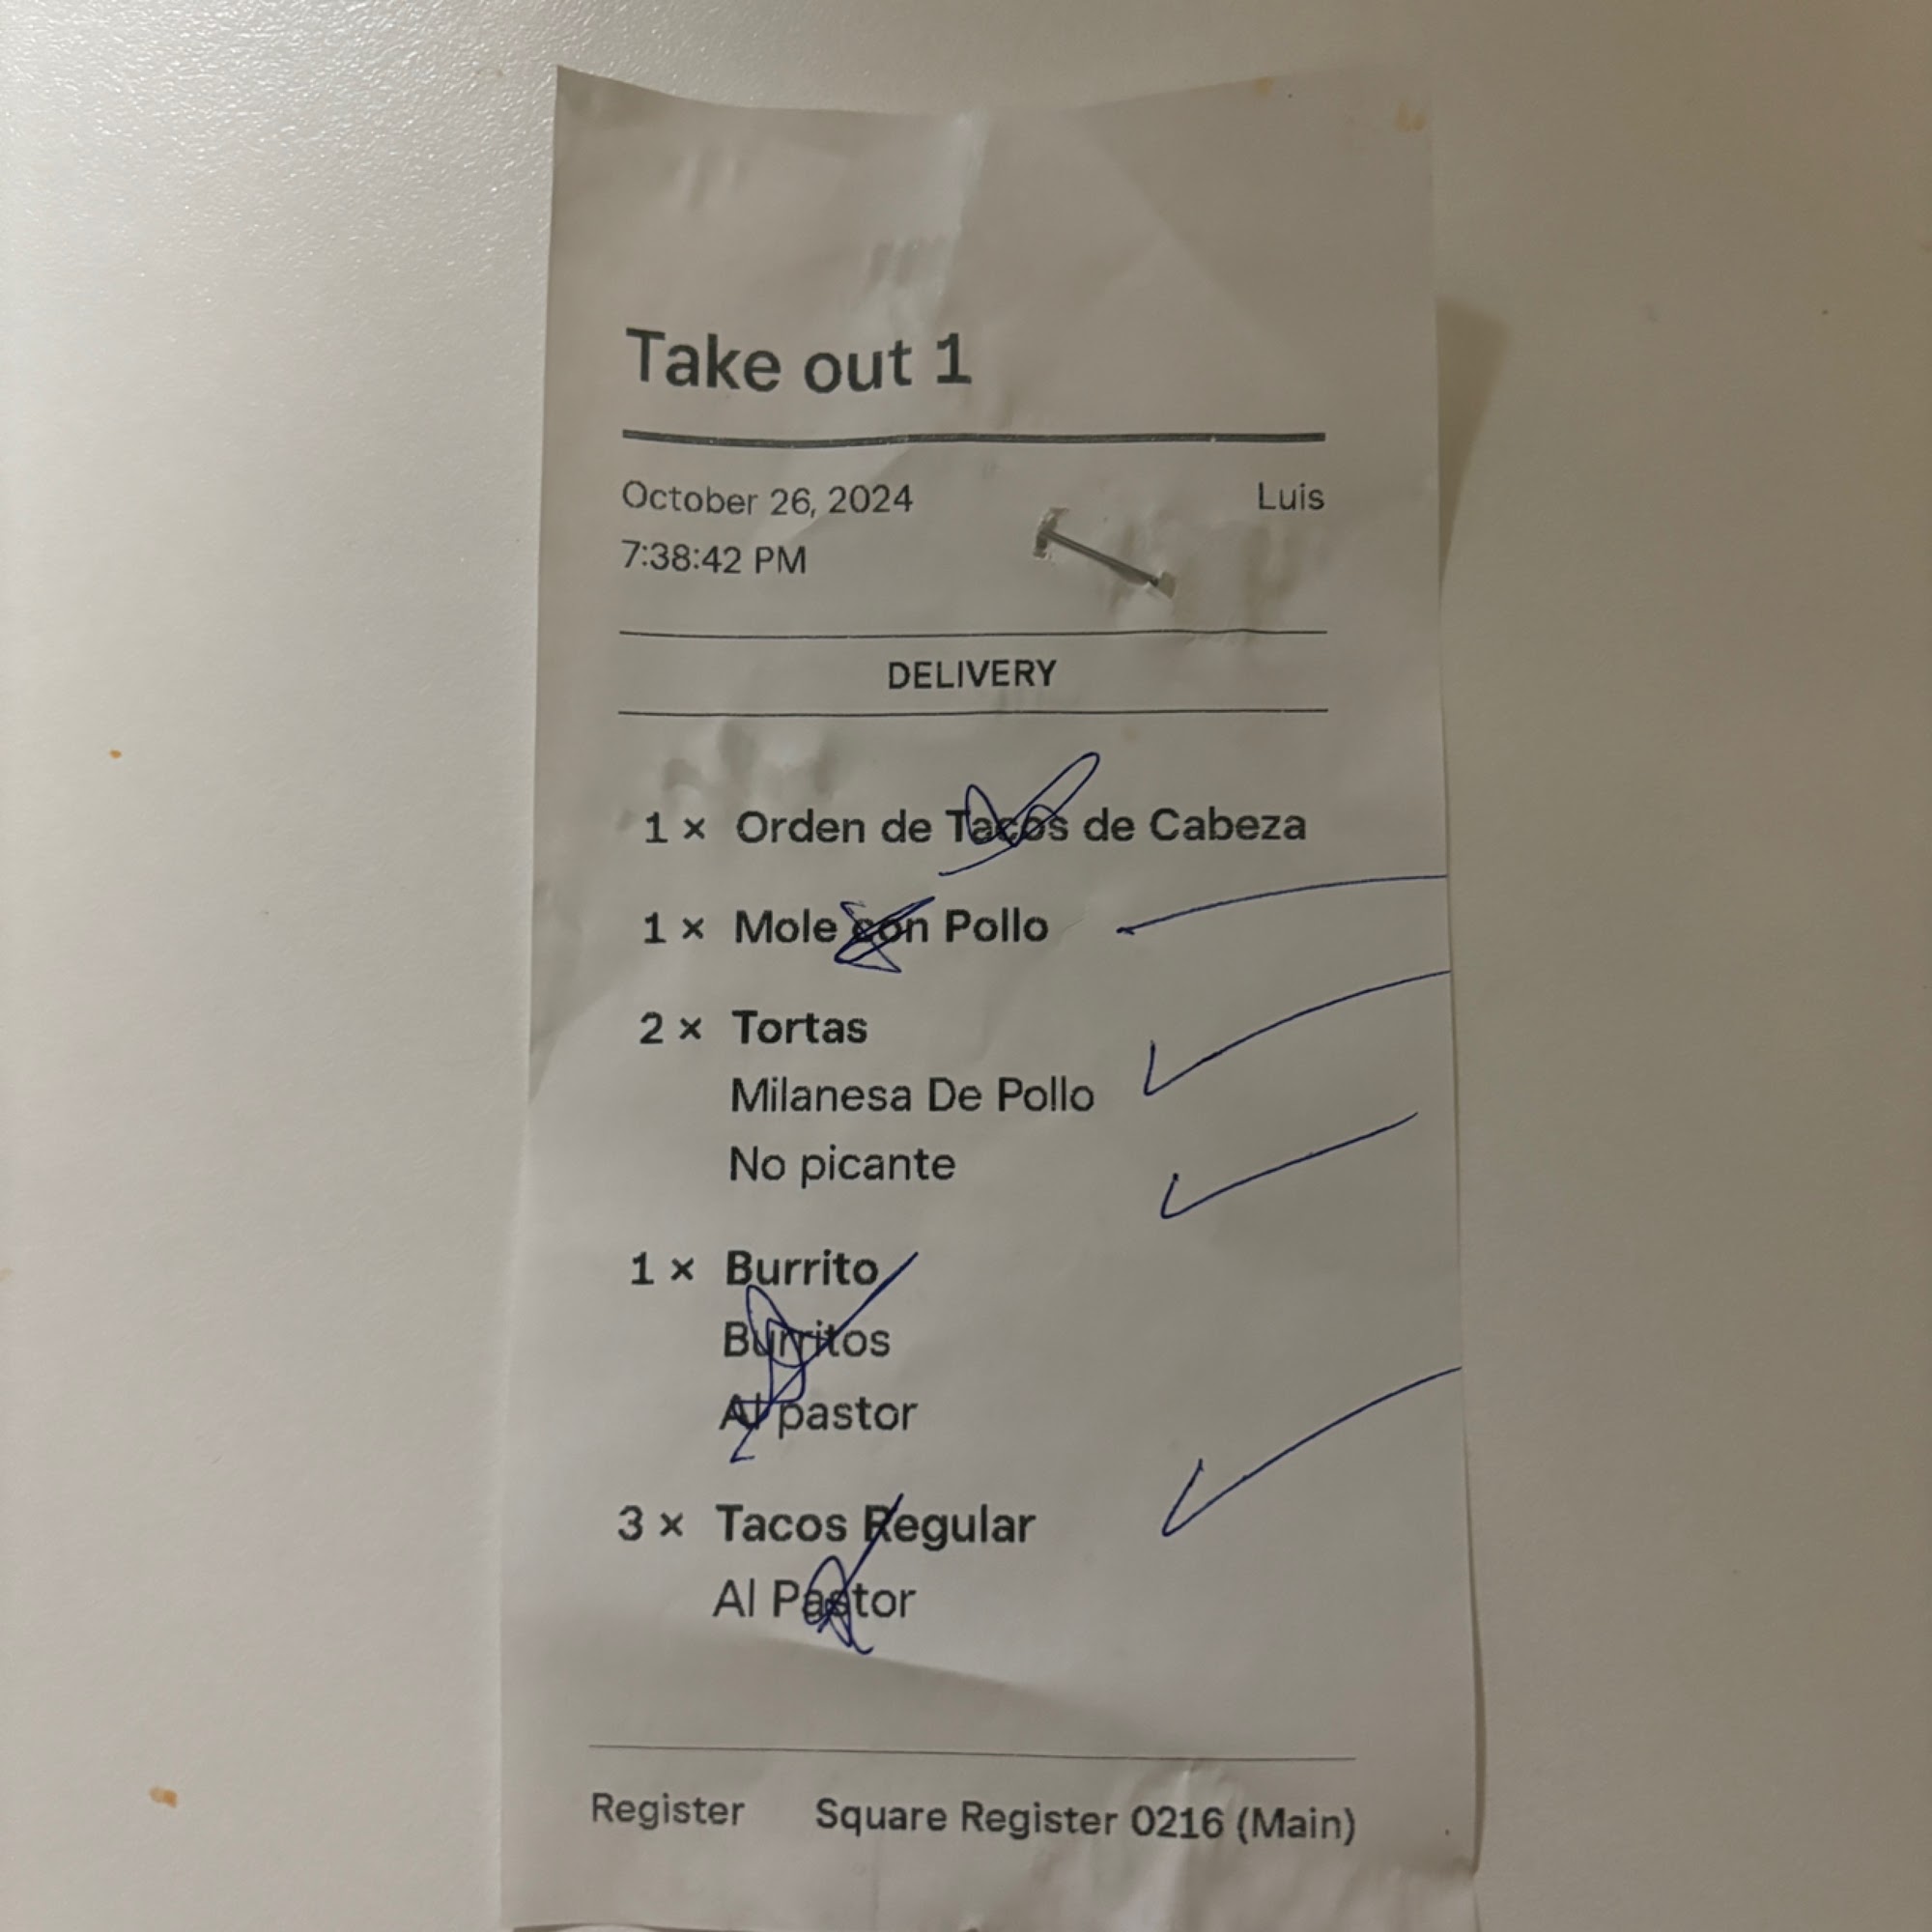 Take out 1
October 26, 2024 Luis
7:38:42 PM
DELIVERY
1 × Orden de Tacos de Cabeza
1 × Mole con Pollo
2 × Tortas
Milanesa De Pollo
No picante
1 × Burrito
Burritos
Al pastor
3 × Tacos Regular
Al Pastor
Register Square Register 0216 (Main)